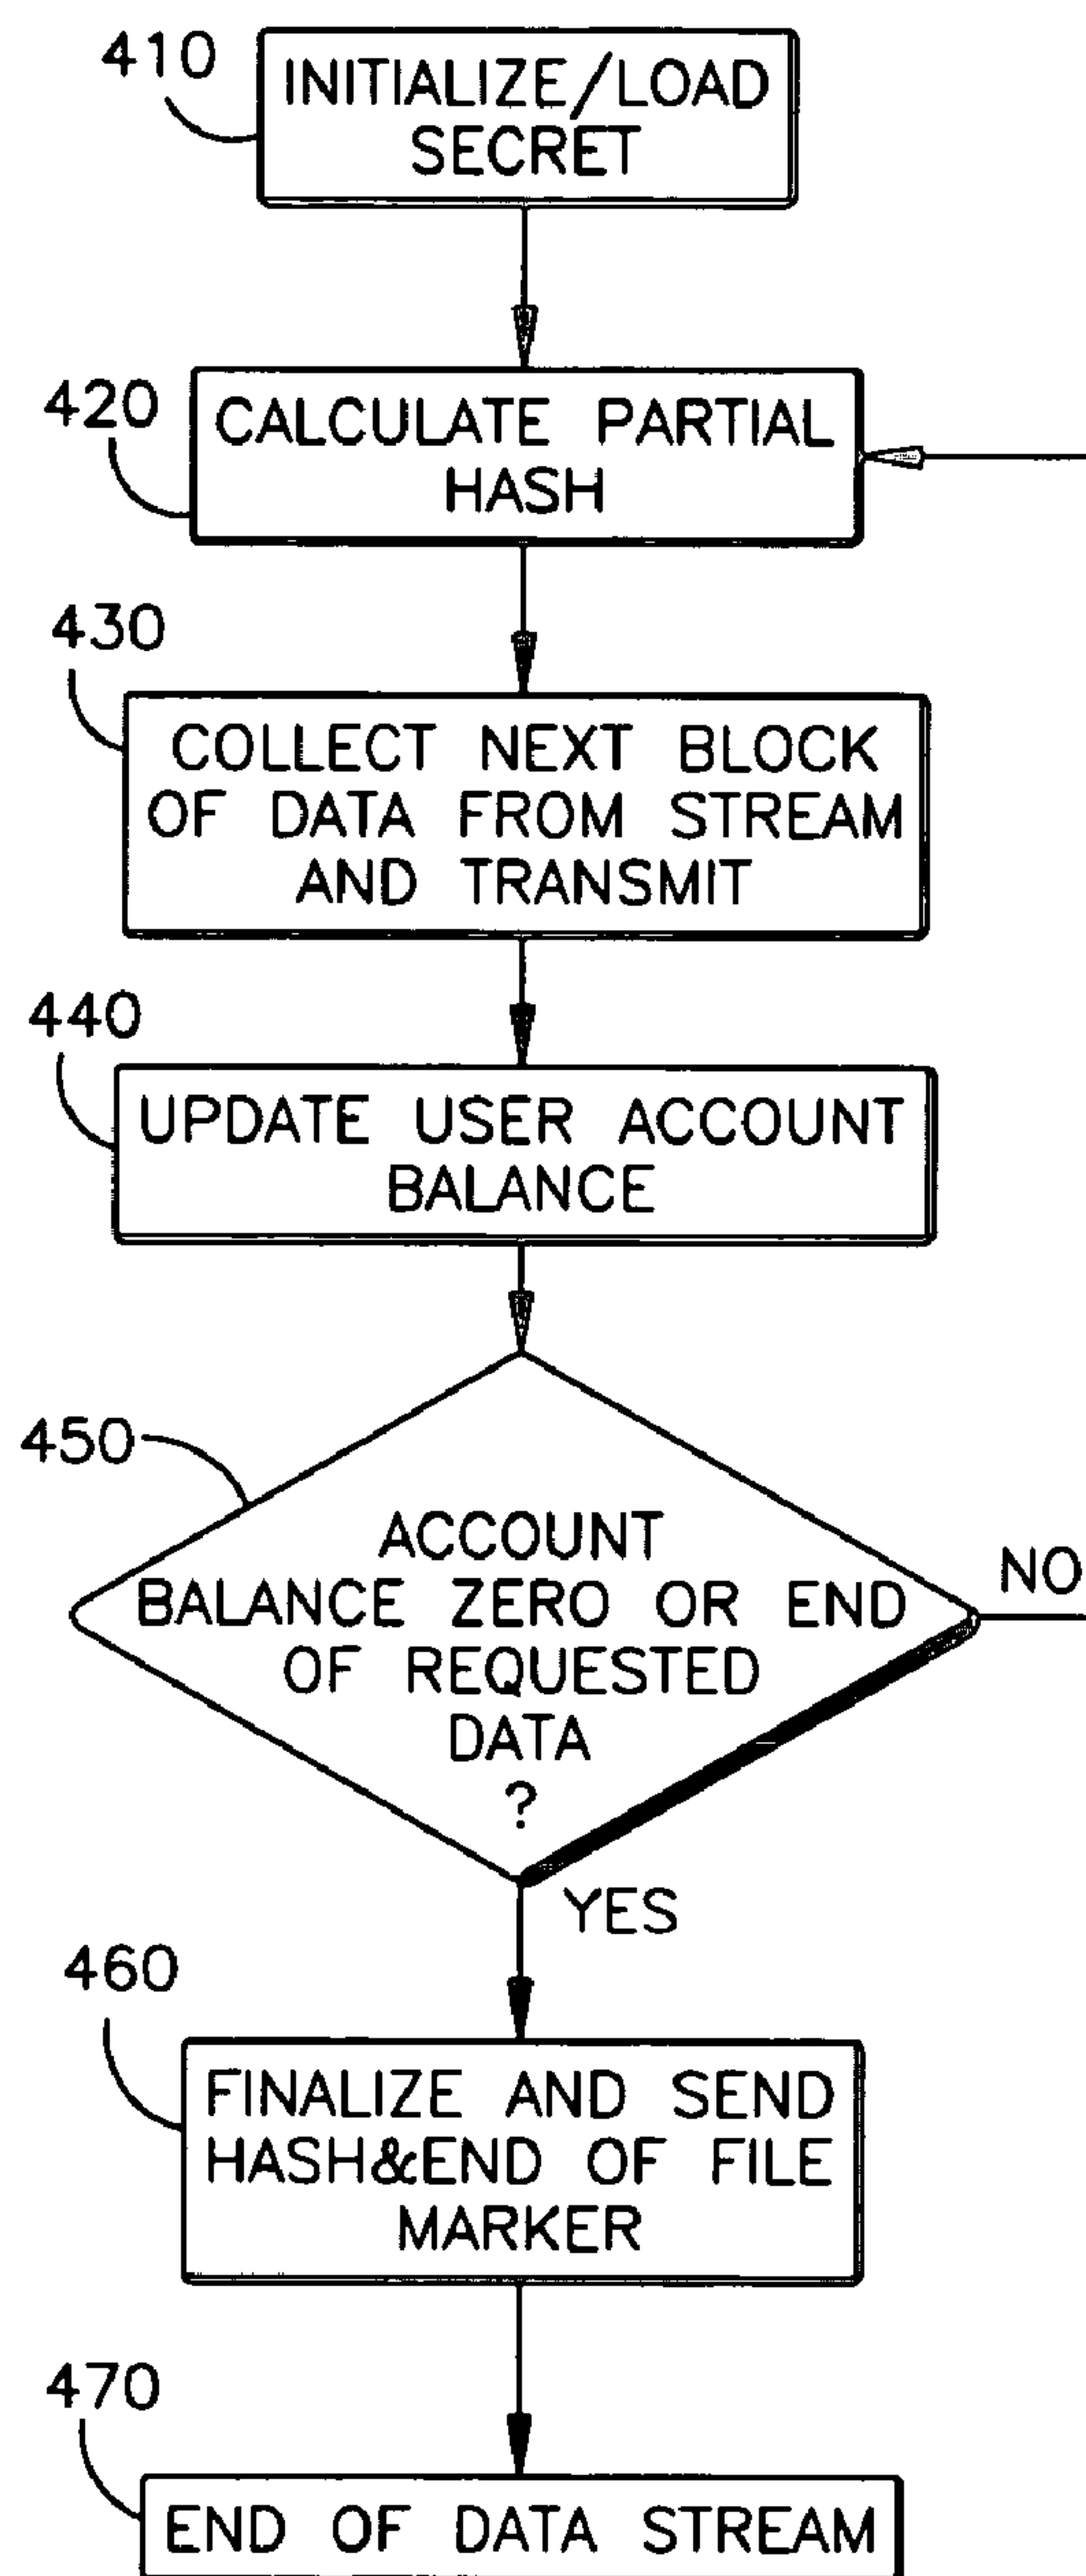 410
INITIALIZE/LOAD
SECRET
420
CALCULATE PARTIAL
HASH
430
COLLECT NEXT BLOCK
OF DATA FROM STREAM
AND TRANSMIT
440
UPDATE USER ACCOUNT
BALANCE
450
ACCOUNT
BALANCE ZERO OR END
OF REQUESTED
DATA
?
NO
YES
460
FINALIZE AND SEND
HASH&END OF FILE
MARKER
470
END OF DATA STREAM